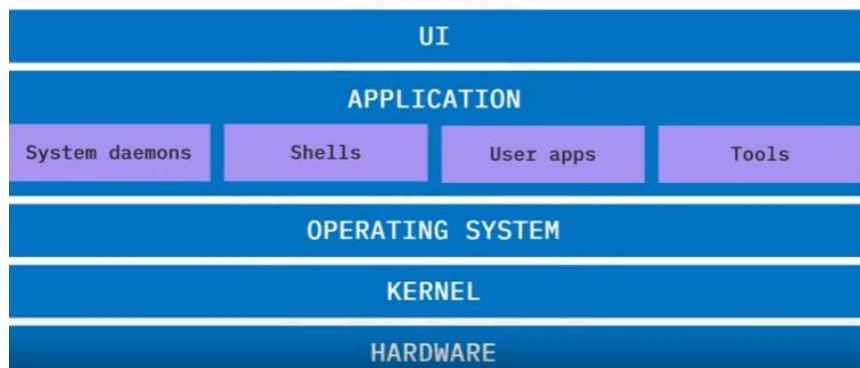 UI
APPLICATION
System daemons
Shells
User apps
Tools
OPERATING SYSTEM
KERNEL
HARDWARE